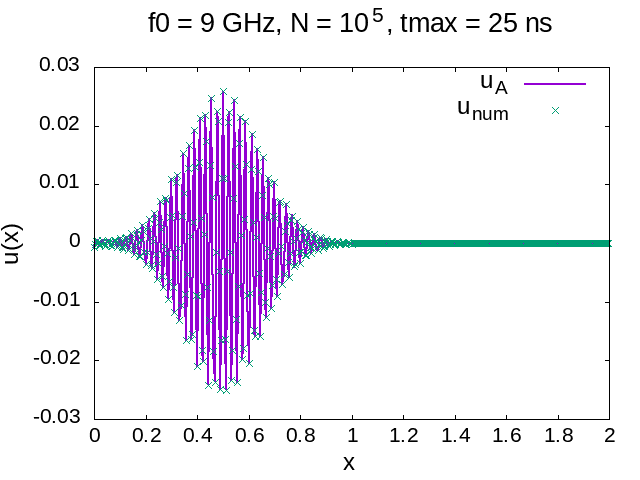 f0 = 9 GHz, N = 10^5, tmax = 25 ns
u_A
u_num
0.03
0.02
0.01
0
-0.01
-0.02
-0.03
u(x)
0 0.2 0.4 0.6 0.8 1 1.2 1.4 1.6 1.8 2
x